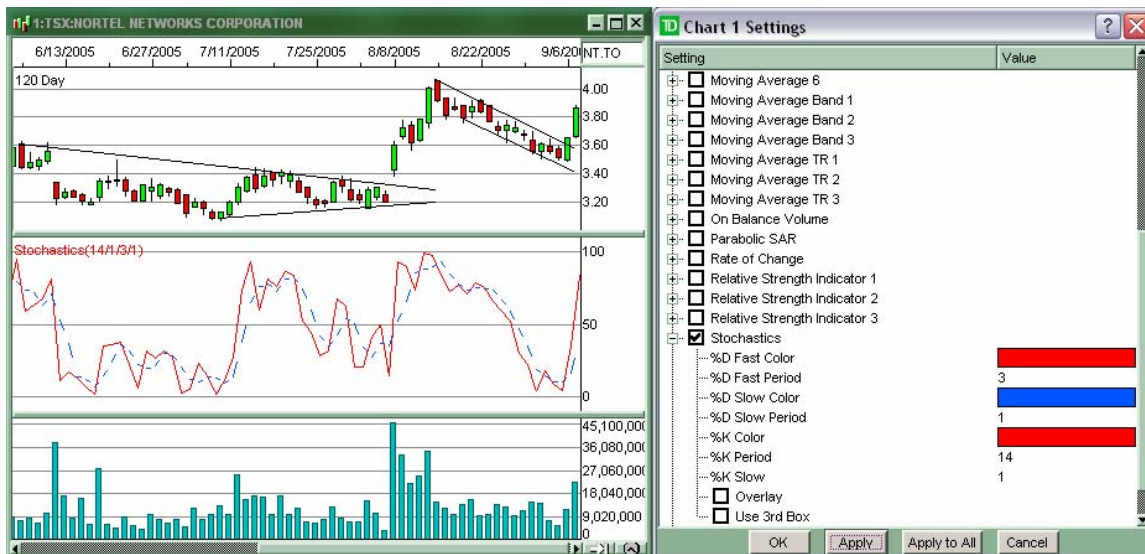 1:TSX:NORTEL NETWORKS CORPORATION
6/13/2005 6/27/2005 7/11/2005 7/25/2005 8/8/2005 8/22/2005 9/6/20 NT.TO
120 Day
4.00
3.80
3.60
3.40
3.20
Stochastics(14/1/3/1)
100
50
0
45,100,000
36,080,000
27,060,000
18,040,000
9,020,000
0
TD Chart 1 Settings ?
Setting Value
Moving Average 6
Moving Average Band 1
Moving Average Band 2
Moving Average Band 3
Moving Average TR 1
Moving Average TR 2
Moving Average TR 3
On Balance Volume
Parabolic SAR
Rate of Change
Relative Strength Indicator 1
Relative Strength Indicator 2
Relative Strength Indicator 3
Stochastics
%D Fast Color
%D Fast Period 3
%D Slow Color
%D Slow Period 1
%K Color
%K Period 14
%K Slow 1
Overlay
Use 3rd Box
OK Apply Apply to All Cancel